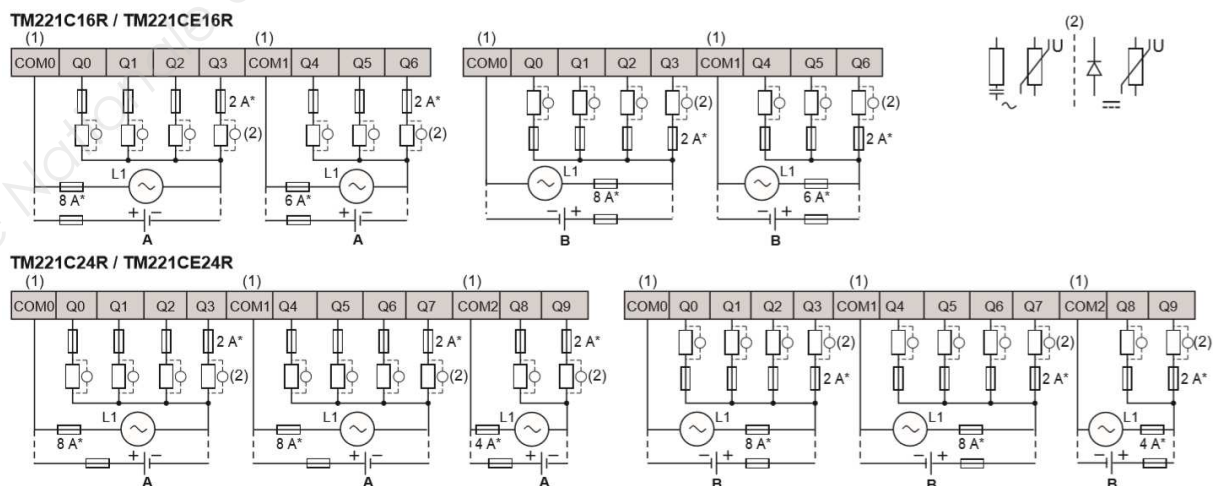 TM221C16R / TM221CE16R
(1) (1) (1) (1) (2)
COM0 Q0 Q1 Q2 Q3 COM1 Q4 Q5 Q6 COM0 Q0 Q1 Q2 Q3 COM1 Q4 Q5 Q6
U U
2 A* 2 A* (2) (2)
(2) (2) 2 A* 2 A*
L1 L1 L1 L1
8 A* 6 A* 8 A* 6 A*
+ − + − − + − +
A A B B
TM221C24R / TM221CE24R
(1) (1) (1) (1) (1) (1)
COM0 Q0 Q1 Q2 Q3 COM1 Q4 Q5 Q6 Q7 COM2 Q8 Q9 COM0 Q0 Q1 Q2 Q3 COM1 Q4 Q5 Q6 Q7 COM2 Q8 Q9
2 A* 2 A* 2 A* (2) (2) (2)
(2) (2) (2) 2 A* 2 A* 2 A*
L1 L1 L1 L1 L1 L1
8 A* 8 A* 4 A* 8 A* 8 A* 4 A*
+ − + − + − − + − + − +
A A A B B B
Nationale